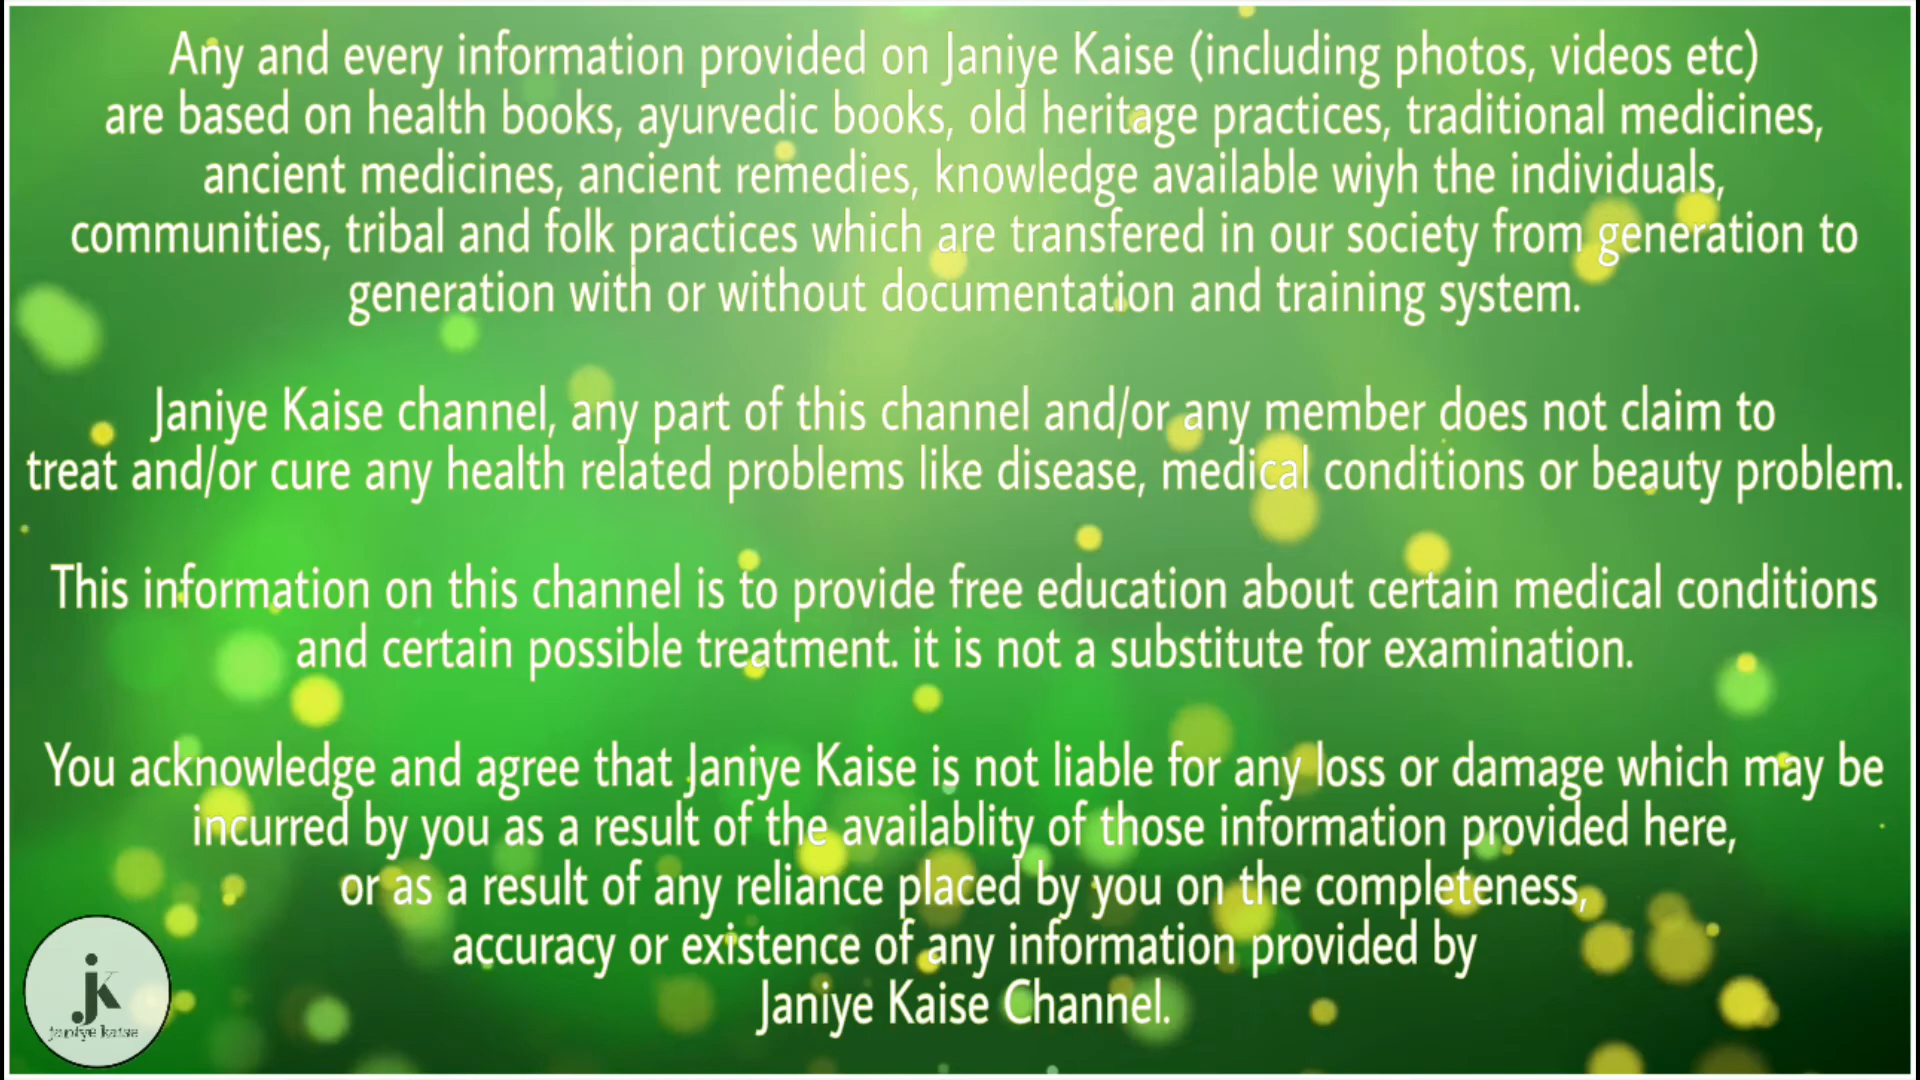 Any and every information provided on Janiye Kaise (including photos, videos etc)
are based on health books, ayurvedic books, old heritage practices, traditional medicines,
ancient medicines, ancient remedies, knowledge available wiyh the individuals,
communities, tribal and folk practices which are transfered in our society from generation to
generation with or without documentation and training system.
Janiye Kaise channel, any part of this channel and/or any member does not claim to
treat and/or cure any health related problems like disease, medical conditions or beauty problem.
This information on this channel is to provide free education about certain medical conditions
and certain possible treatment. it is not a substitute for examination.
You acknowledge and agree that Janiye Kaise is not liable for any loss or damage which may be
incurred by you as a result of the availablity of those information provided here,
or as a result of any reliance placed by you on the completeness,
accuracy or existence of any information provided by
Janiye Kaise Channel.
jk
janiye kaise